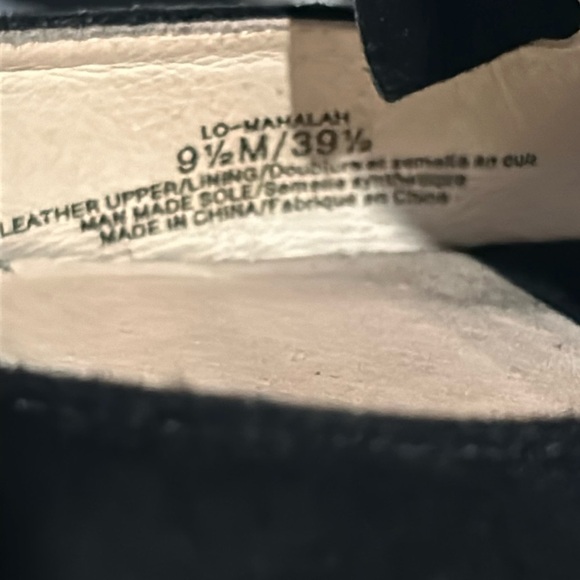 LO-MAHALAH
9½M/39½
LEATHER UPPER/LINING/Doublure et semelle en cuir
MAN MADE SOLE/Semelle synthétique
MADE IN CHINA/Fabriqué en Chine